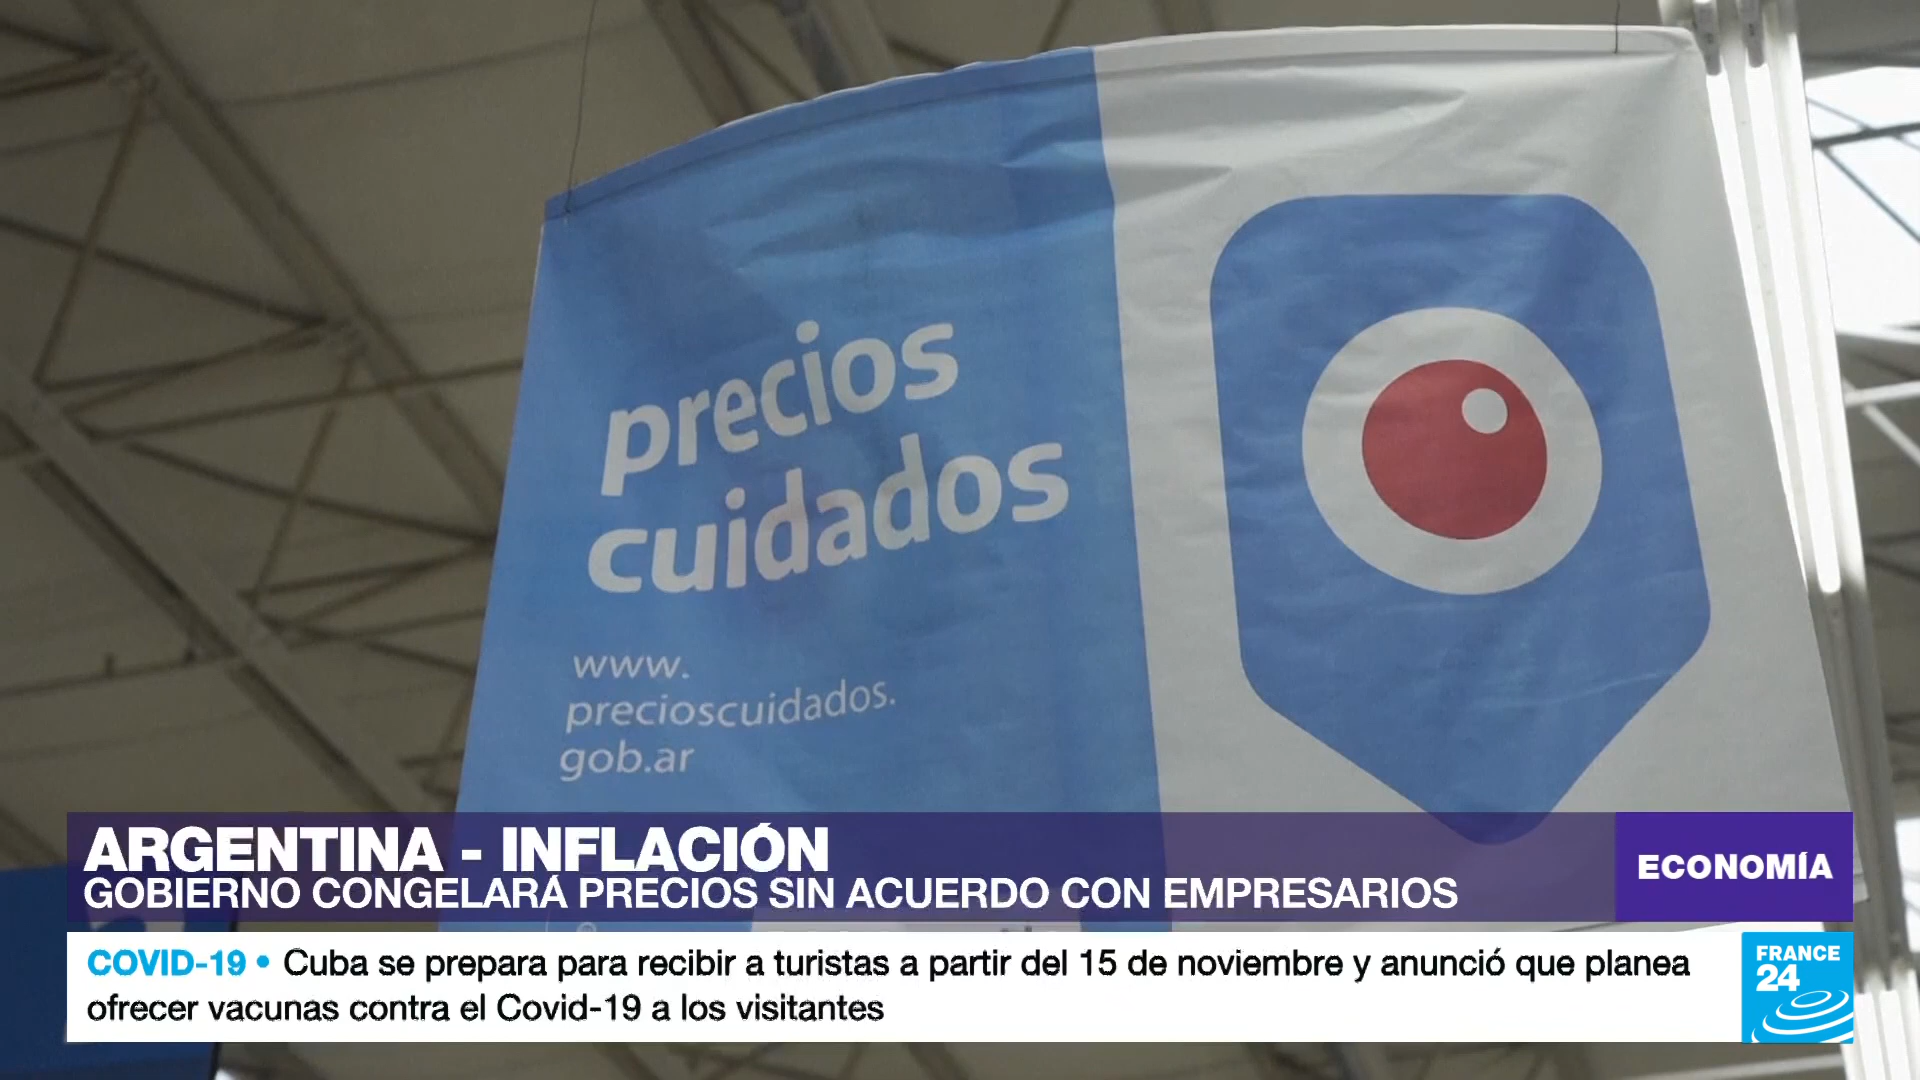 precios
cuidados
www.
precioscuidados.
gob.ar
ARGENTINA - INFLACIÓN
GOBIERNO CONGELARÁ PRECIOS SIN ACUERDO CON EMPRESARIOS
ECONOMÍA
COVID-19 • Cuba se prepara para recibir a turistas a partir del 15 de noviembre y anunció que planea
ofrecer vacunas contra el Covid-19 a los visitantes
FRANCE
24